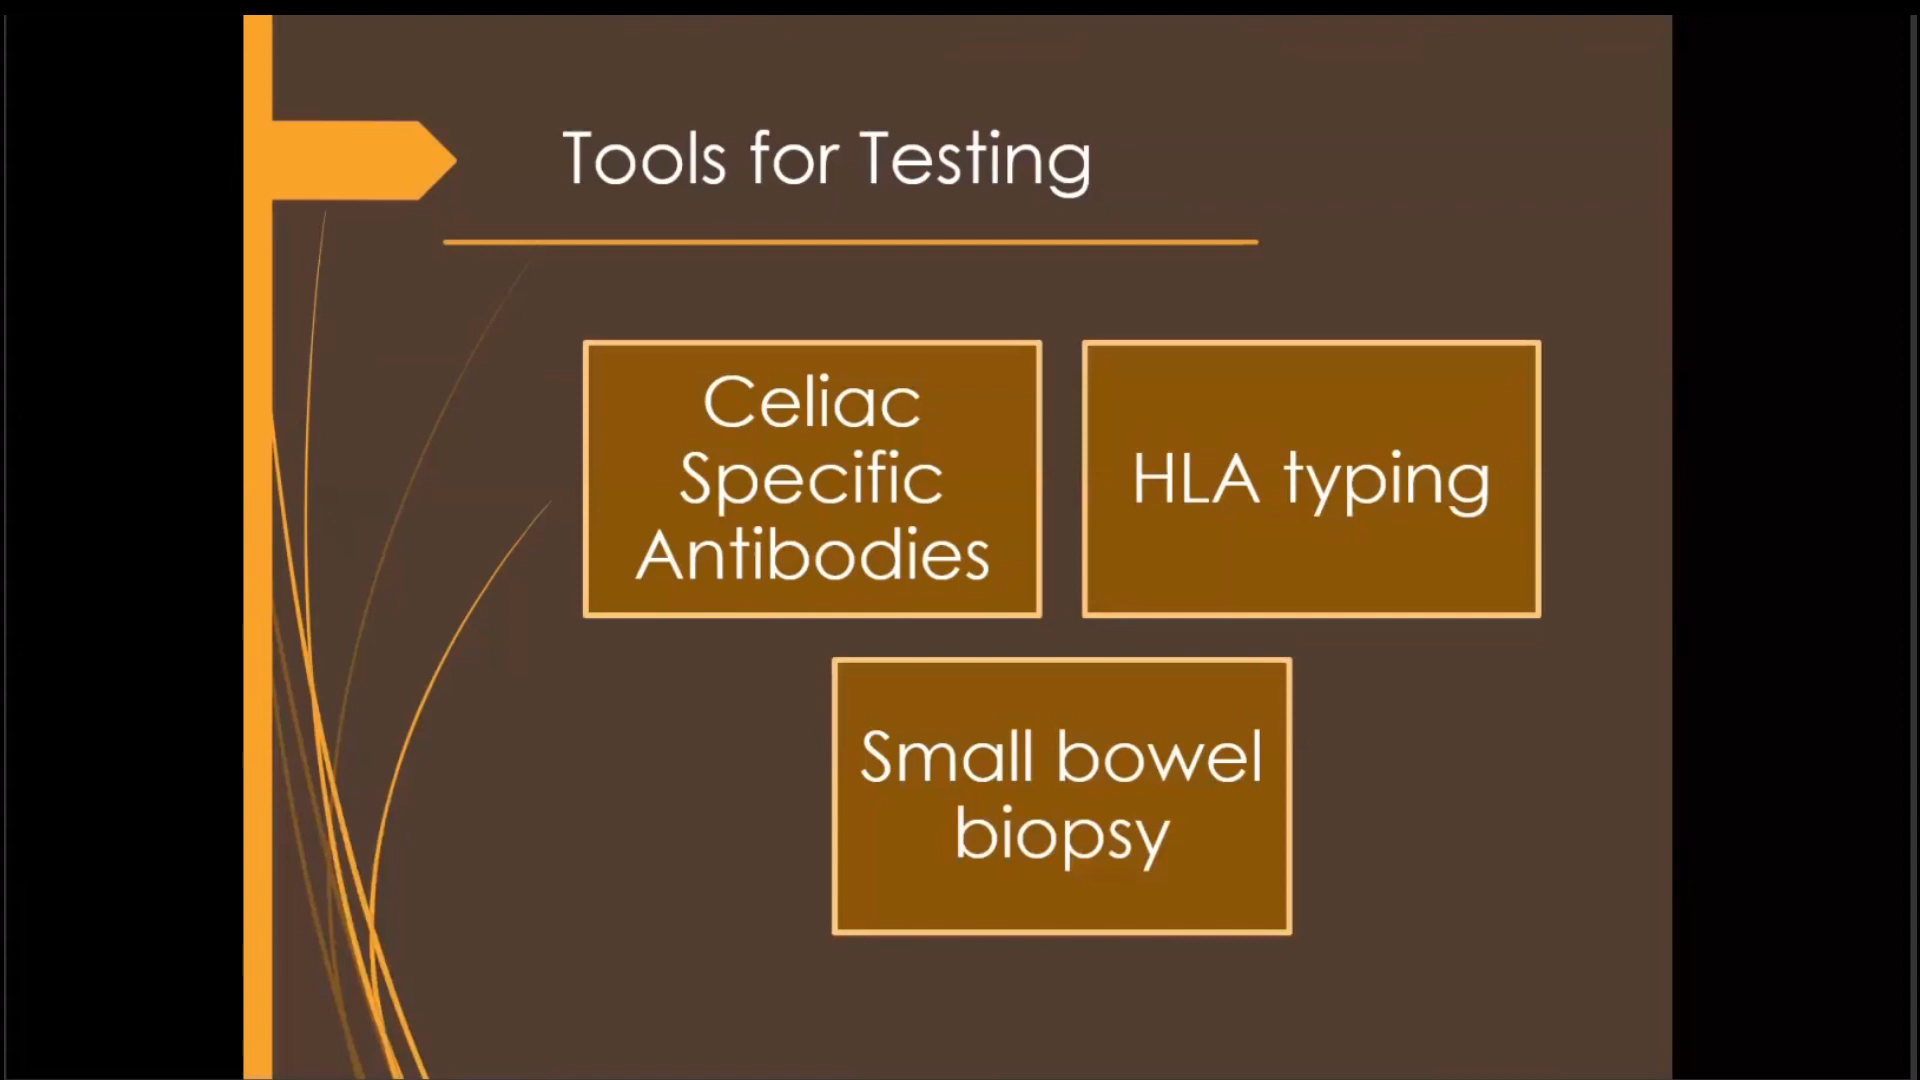 Tools for Testing
Celiac
Specific
Antibodies
HLA typing
Small bowel
biopsy